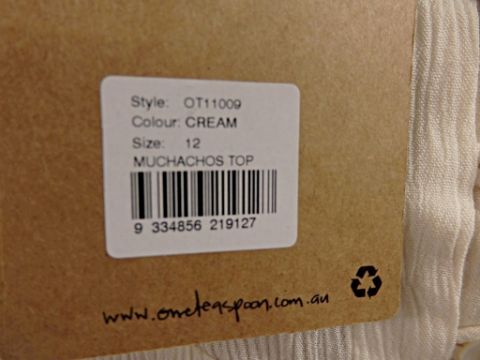 Style: OT11009
Colour: CREAM
Size: 12
MUCHACHOS TOP
9 334856 219127
www.oneteaspoon.com.au